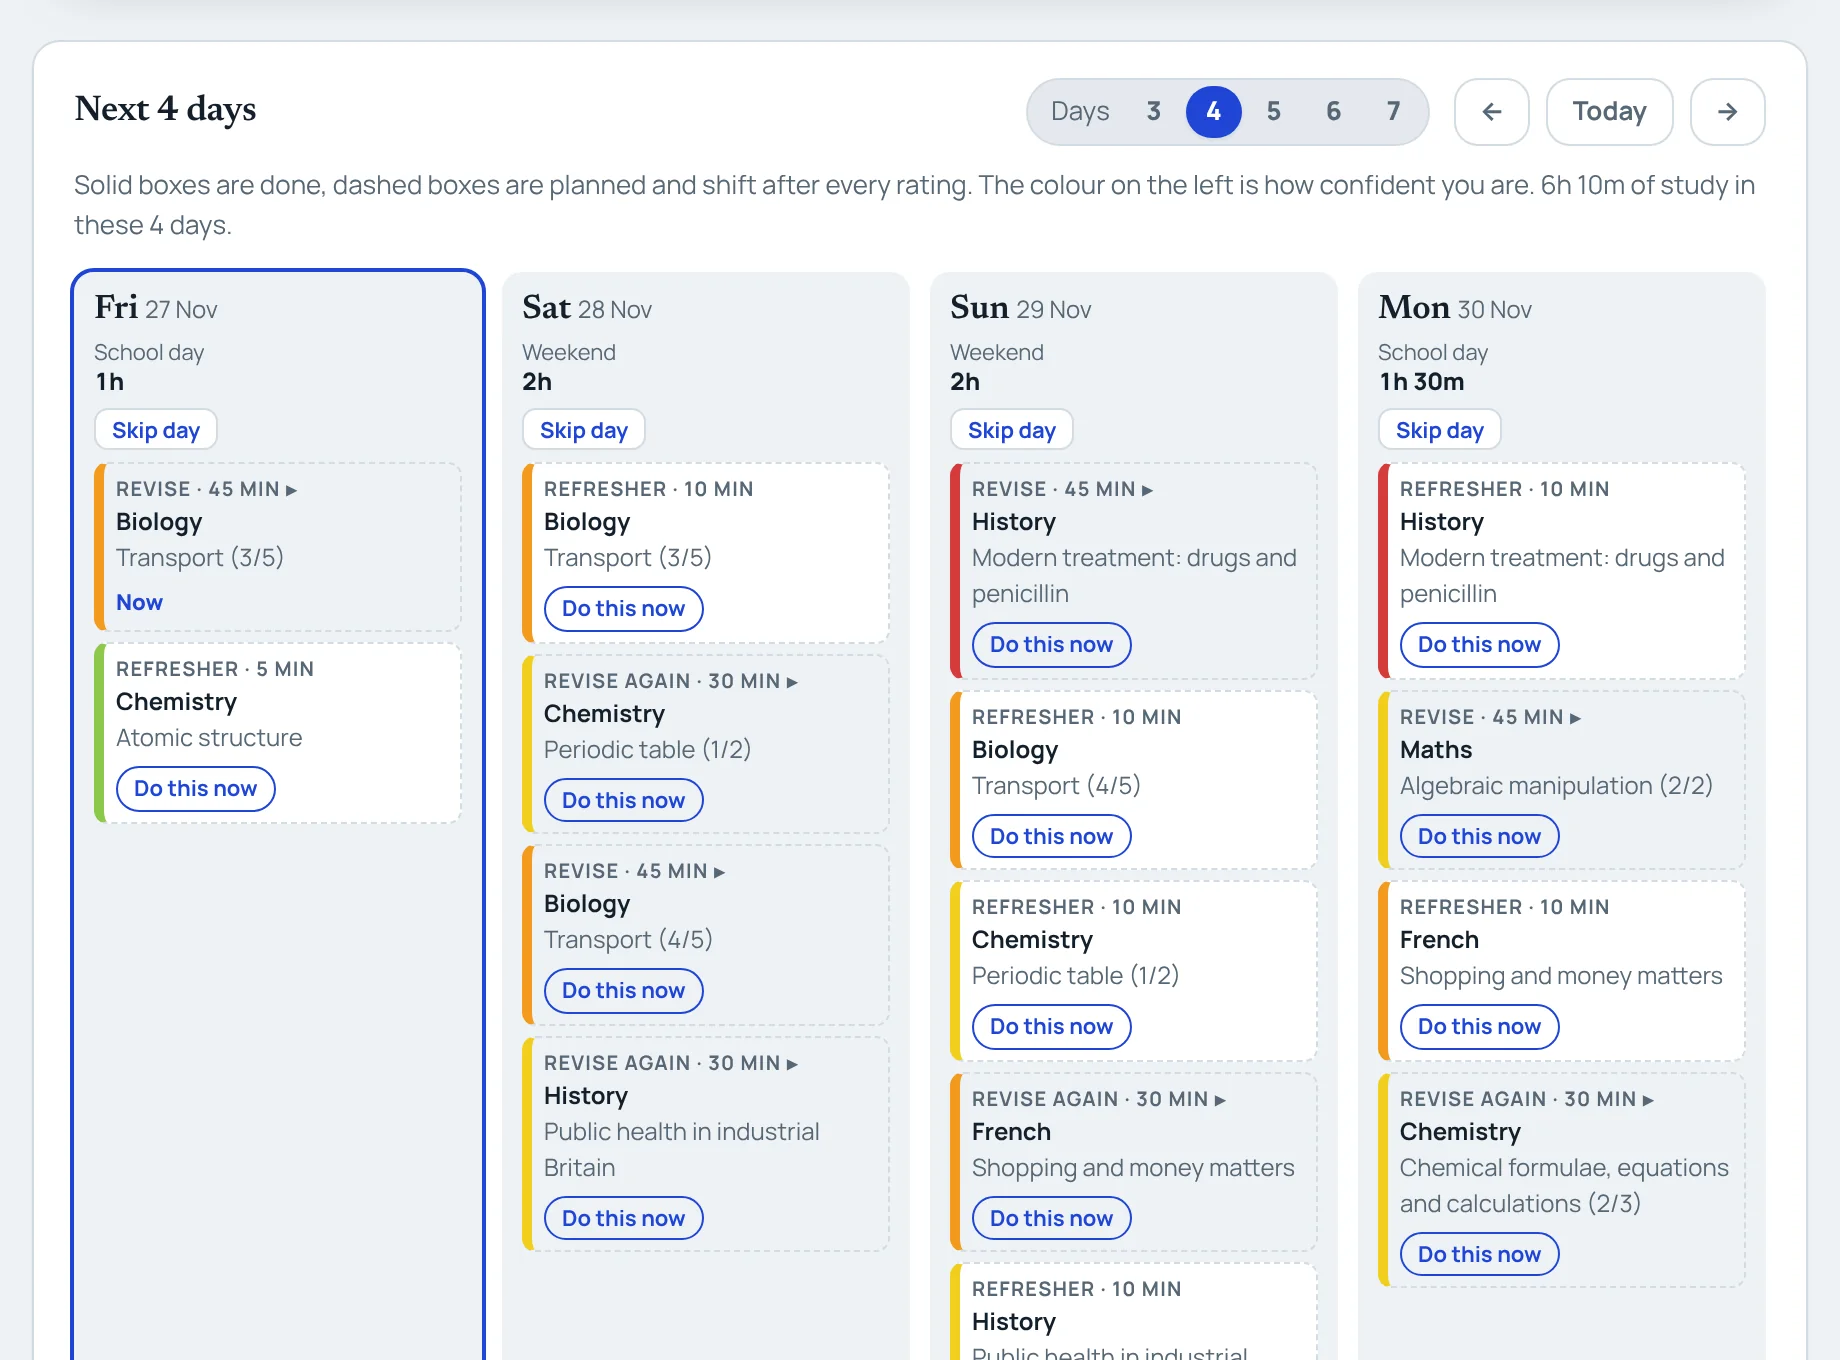 Next 4 days
Days 3 4 5 6 7
← Today →
Solid boxes are done, dashed boxes are planned and shift after every rating. The colour on the left is how confident you are. 6h 10m of study in
these 4 days.
Fri 27 Nov
School day
1h
Skip day
REVISE · 45 MIN ▸
Biology
Transport (3/5)
Now
REFRESHER · 5 MIN
Chemistry
Atomic structure
Do this now
Sat 28 Nov
Weekend
2h
Skip day
REFRESHER · 10 MIN
Biology
Transport (3/5)
Do this now
REVISE AGAIN · 30 MIN ▸
Chemistry
Periodic table (1/2)
Do this now
REVISE · 45 MIN ▸
Biology
Transport (4/5)
Do this now
REVISE AGAIN · 30 MIN ▸
History
Public health in industrial
Britain
Do this now
Sun 29 Nov
Weekend
2h
Skip day
REVISE · 45 MIN ▸
History
Modern treatment: drugs and
penicillin
Do this now
REFRESHER · 10 MIN
Biology
Transport (4/5)
Do this now
REFRESHER · 10 MIN
Chemistry
Periodic table (1/2)
Do this now
REVISE AGAIN · 30 MIN ▸
French
Shopping and money matters
Do this now
REFRESHER · 10 MIN
History
Public health in industrial
Mon 30 Nov
School day
1h 30m
Skip day
REFRESHER · 10 MIN
History
Modern treatment: drugs and
penicillin
Do this now
REVISE · 45 MIN ▸
Maths
Algebraic manipulation (2/2)
Do this now
REFRESHER · 10 MIN
French
Shopping and money matters
Do this now
REVISE AGAIN · 30 MIN ▸
Chemistry
Chemical formulae, equations
and calculations (2/3)
Do this now